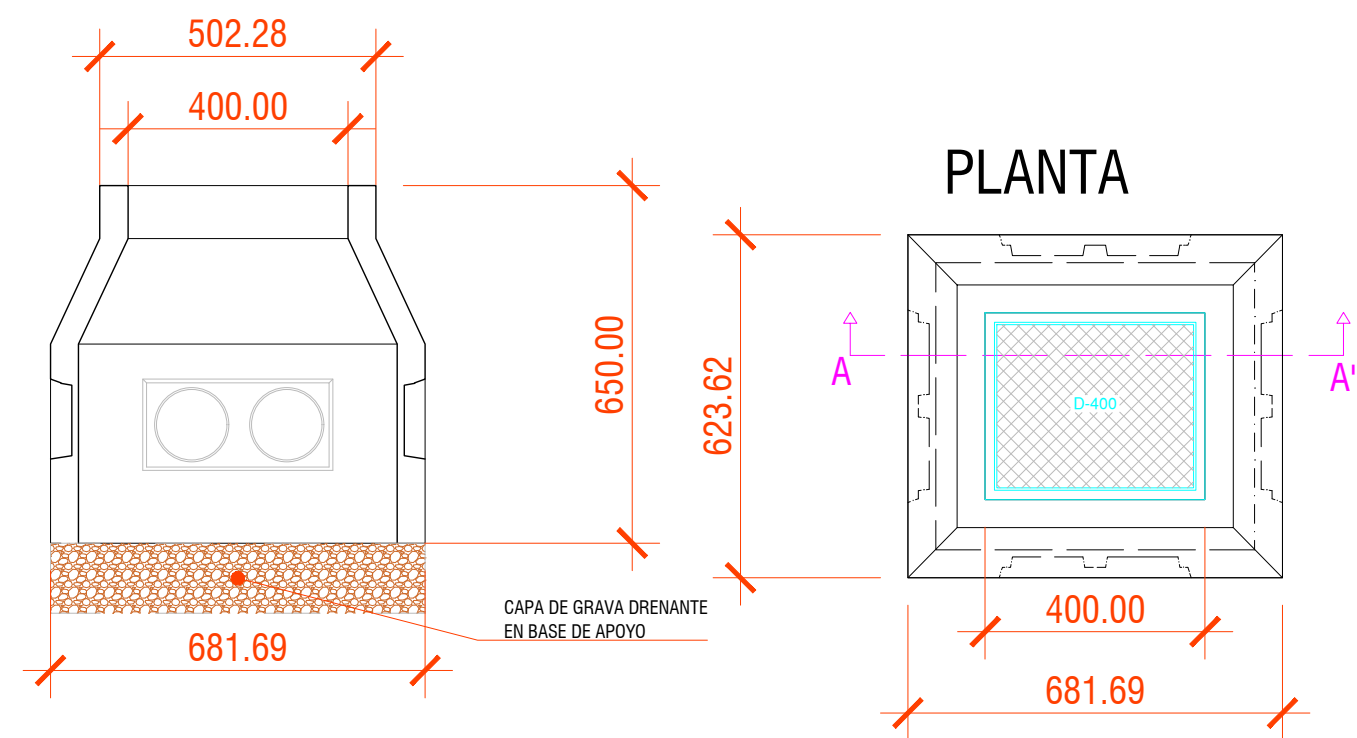 502.28
400.00
650.00
CAPA DE GRAVA DRENANTE
EN BASE DE APOYO
681.69
PLANTA
623.62
A
A'
D-400
400.00
681.69